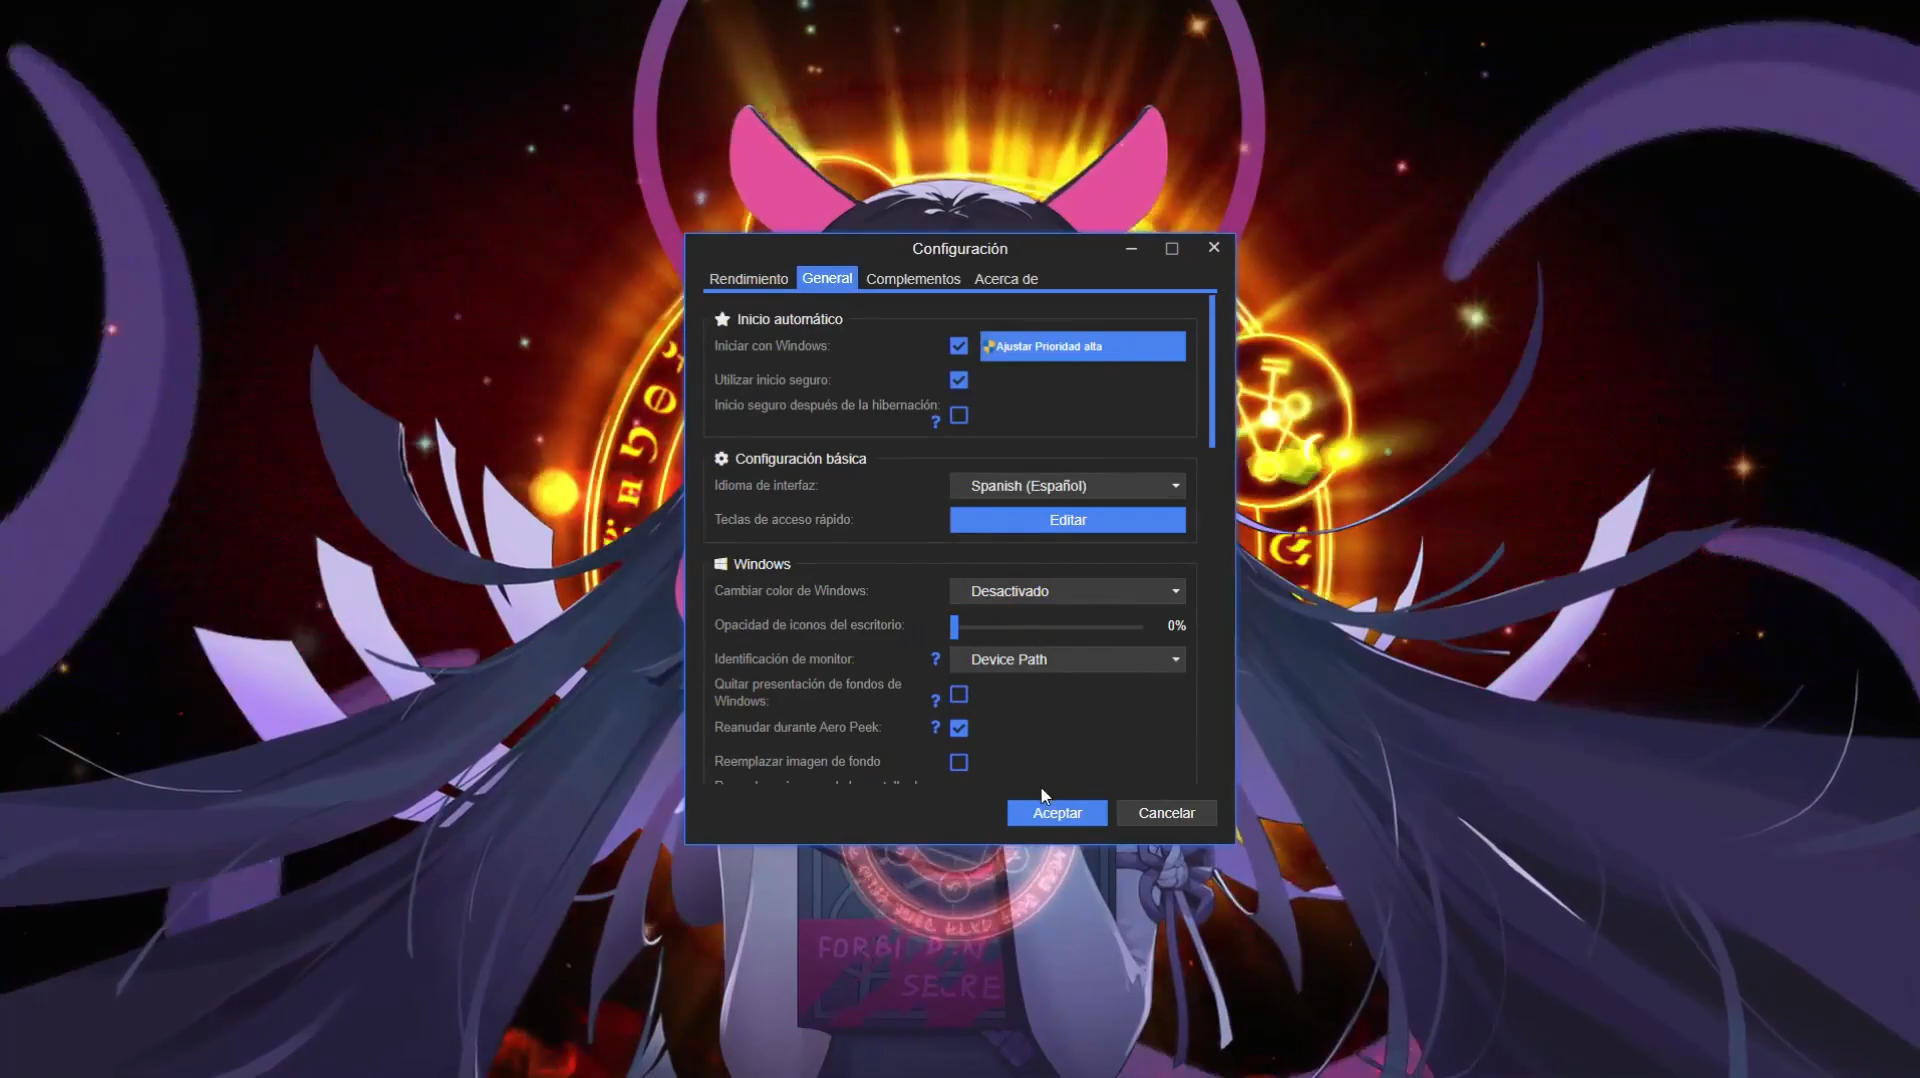 Configuración
Rendimiento General Complementos Acerca de
Inicio automático
Iniciar con Windows: Ajustar Prioridad alta
Utilizar inicio seguro:
Inicio seguro después de la hibernación:
?
Configuración básica
Idioma de interfaz: Spanish (Español)
Teclas de acceso rápido: Editar
Windows
Cambiar color de Windows: Desactivado
Opacidad de iconos del escritorio: 0%
Identificación de monitor: ? Device Path
Quitar presentación de fondos de
Windows: ?
Reanudar durante Aero Peek: ?
Reemplazar imagen de fondo
Aceptar Cancelar
SECRE